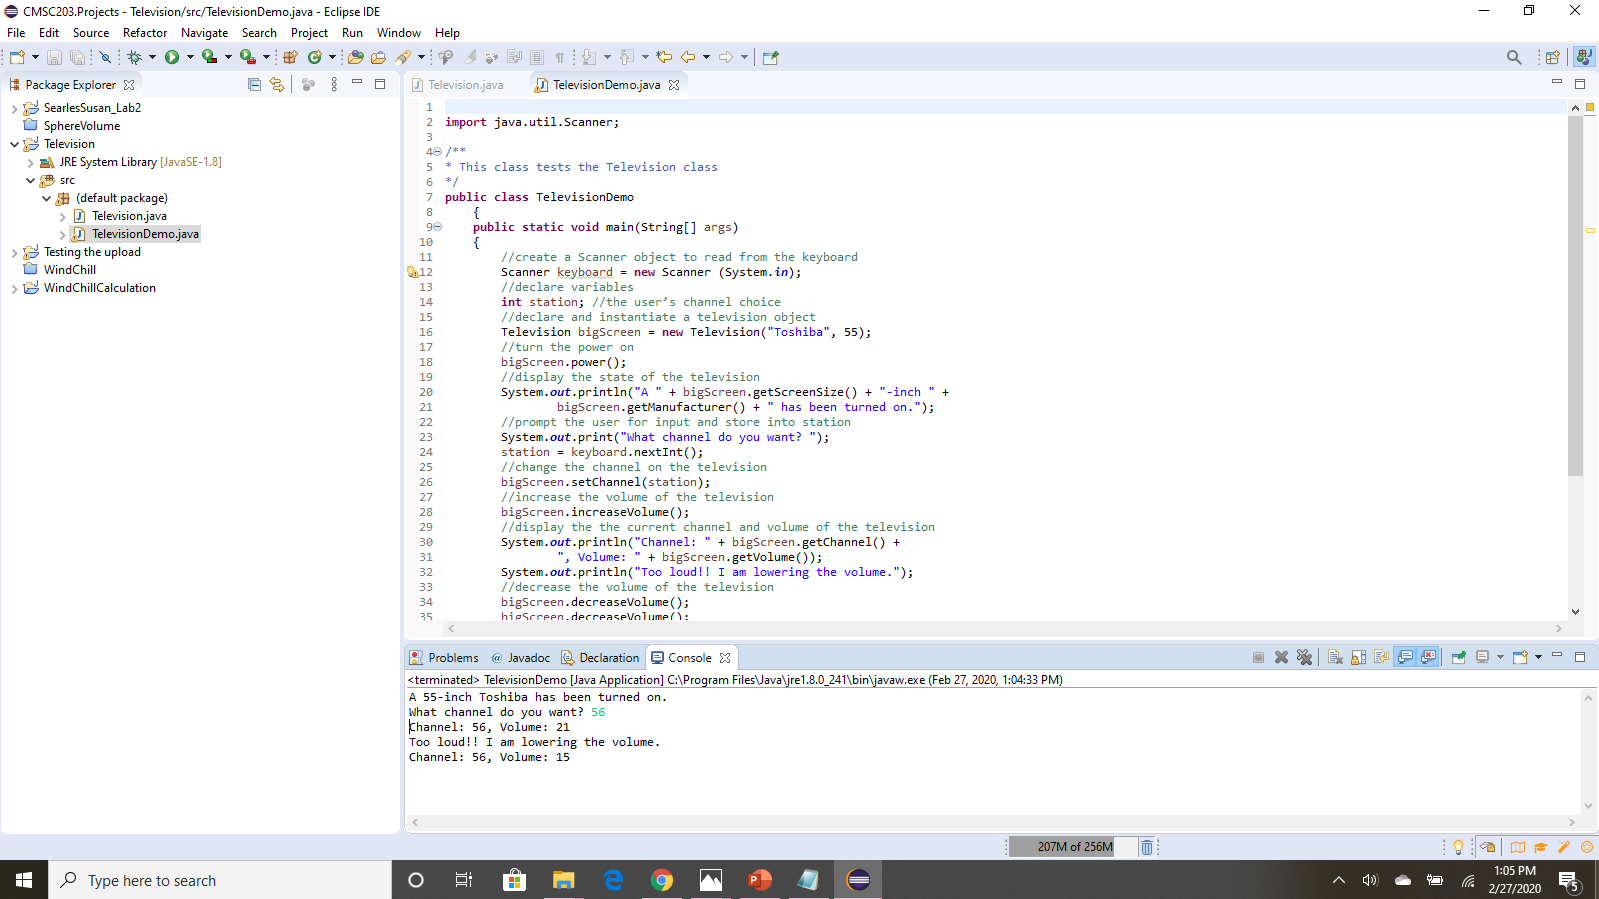 CMSC203.Projects - Television/src/TelevisionDemo.java - Eclipse IDE
File Edit Source Refactor Navigate Search Project Run Window Help
Package Explorer
SearlesSusan_Lab2
SphereVolume
Television
JRE System Library [JavaSE-1.8]
src
(default package)
Television.java
TelevisionDemo.java
Testing the upload
WindChill
WindChillCalculation
Television.java TelevisionDemo.java
1
2 import java.util.Scanner;
3
4 /**
5 * This class tests the Television class
6 */
7 public class TelevisionDemo
8 {
9 public static void main(String[] args)
10 {
11 //create a Scanner object to read from the keyboard
12 Scanner keyboard = new Scanner (System.in);
13 //declare variables
14 int station; //the user’s channel choice
15 //declare and instantiate a television object
16 Television bigScreen = new Television("Toshiba", 55);
17 //turn the power on
18 bigScreen.power();
19 //display the state of the television
20 System.out.println("A " + bigScreen.getScreenSize() + "-inch " +
21 bigScreen.getManufacturer() + " has been turned on.");
22 //prompt the user for input and store into station
23 System.out.print("What channel do you want? ");
24 station = keyboard.nextInt();
25 //change the channel on the television
26 bigScreen.setChannel(station);
27 //increase the volume of the television
28 bigScreen.increaseVolume();
29 //display the the current channel and volume of the television
30 System.out.println("Channel: " + bigScreen.getChannel() +
31 ", Volume: " + bigScreen.getVolume());
32 System.out.println("Too loud!! I am lowering the volume.");
33 //decrease the volume of the television
34 bigScreen.decreaseVolume();
35 bigScreen.decreaseVolume();
Problems @ Javadoc Declaration Console
<terminated> TelevisionDemo [Java Application] C:\Program Files\Java\jre1.8.0_241\bin\javaw.exe (Feb 27, 2020, 1:04:33 PM)
A 55-inch Toshiba has been turned on.
What channel do you want? 56
Channel: 56, Volume: 21
Too loud!! I am lowering the volume.
Channel: 56, Volume: 15
207M of 256M
Type here to search
1:05 PM
2/27/2020
5